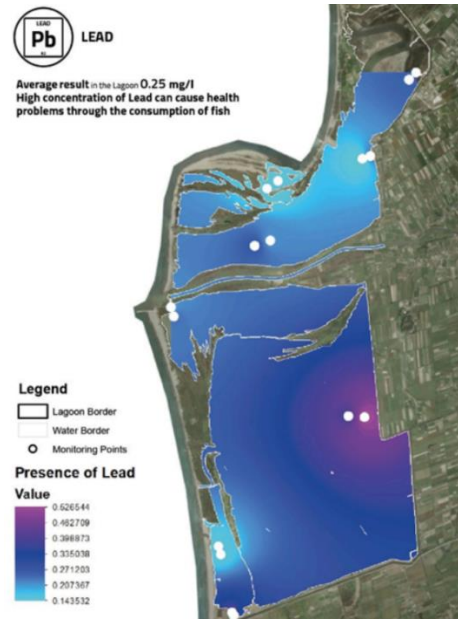 LEAD
Pb
LEAD
Average result in the Lagoon 0.25 mg/l
High concentration of Lead can cause health
problems through the consumption of fish
Legend
Lagoon Border
Water Border
Monitoring Points
Presence of Lead
Value
0.526544
0.462709
0.398873
0.335038
0.271203
0.207367
0.143532